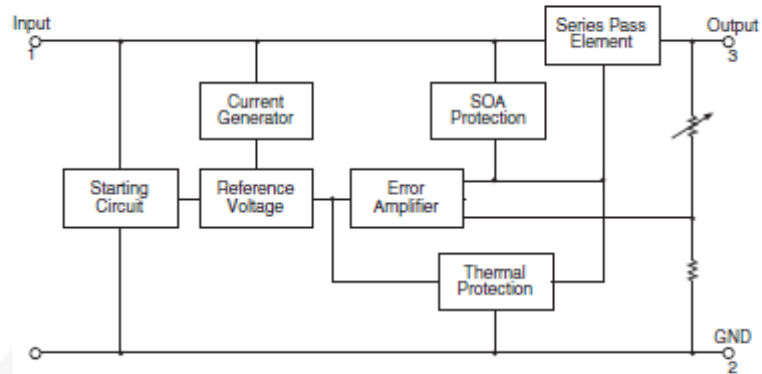 Input
1
Series Pass
Element
Output
3
Current
Generator
SOA
Protection
Starting
Circuit
Reference
Voltage
Error
Amplifier
Thermal
Protection
GND
2